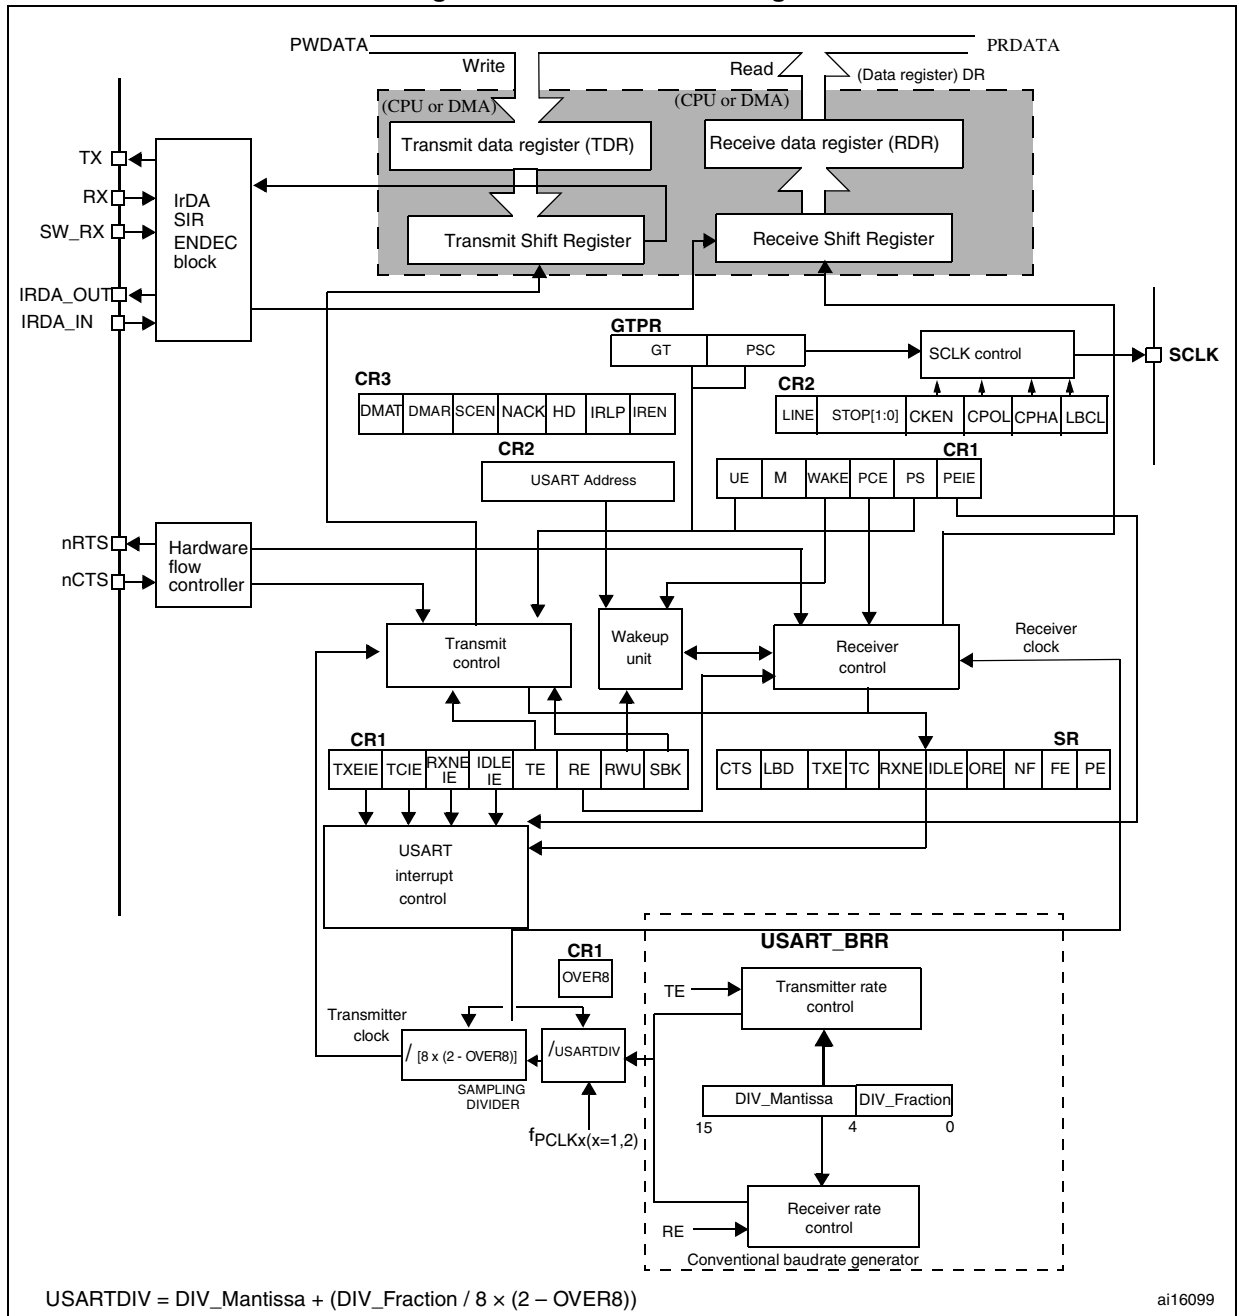 PWDATA
PRDATA
Write
Read
(Data register) DR
(CPU or DMA)
(CPU or DMA)
Transmit data register (TDR)
Receive data register (RDR)
TX
RX
SW_RX
IRDA_OUT
IRDA_IN
IrDA
SIR
ENDEC
block
Transmit Shift Register
Receive Shift Register
GTPR
GT
PSC
SCLK control
SCLK
CR3
DMAT
DMAR
SCEN
NACK
HD
IRLP
IREN
CR2
LINE
STOP[1:0]
CKEN
CPOL
CPHA
LBCL
CR2
USART Address
CR1
UE
M
WAKE
PCE
PS
PEIE
nRTS
nCTS
Hardware
flow
controller
Transmit
control
Wakeup
unit
Receiver
control
Receiver
clock
CR1
TXEIE
TCIE
RXNE
IE
IDLE
IE
TE
RE
RWU
SBK
SR
CTS
LBD
TXE
TC
RXNE
IDLE
ORE
NF
FE
PE
USART
interrupt
control
CR1
OVER8
USART_BRR
TE
Transmitter rate
control
Transmitter
clock
/ [8 x (2 - OVER8)]
/USARTDIV
SAMPLING
DIVIDER
fPCLKx(x=1,2)
DIV_Mantissa
DIV_Fraction
15
4
0
RE
Receiver rate
control
Conventional baudrate generator
USARTDIV = DIV_Mantissa + (DIV_Fraction / 8 × (2 – OVER8))
ai16099